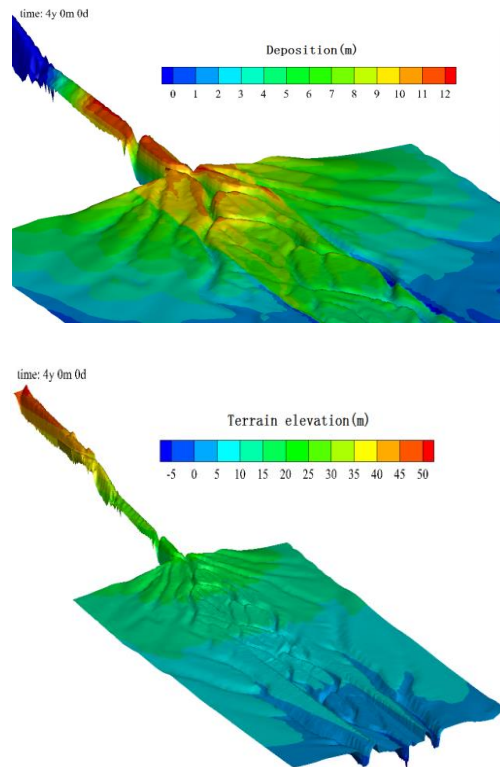 time: 4y 0m 0d
Deposition(m)
0 1 2 3 4 5 6 7 8 9 10 11 12
time: 4y 0m 0d
Terrain elevation(m)
-5 0 5 10 15 20 25 30 35 40 45 50